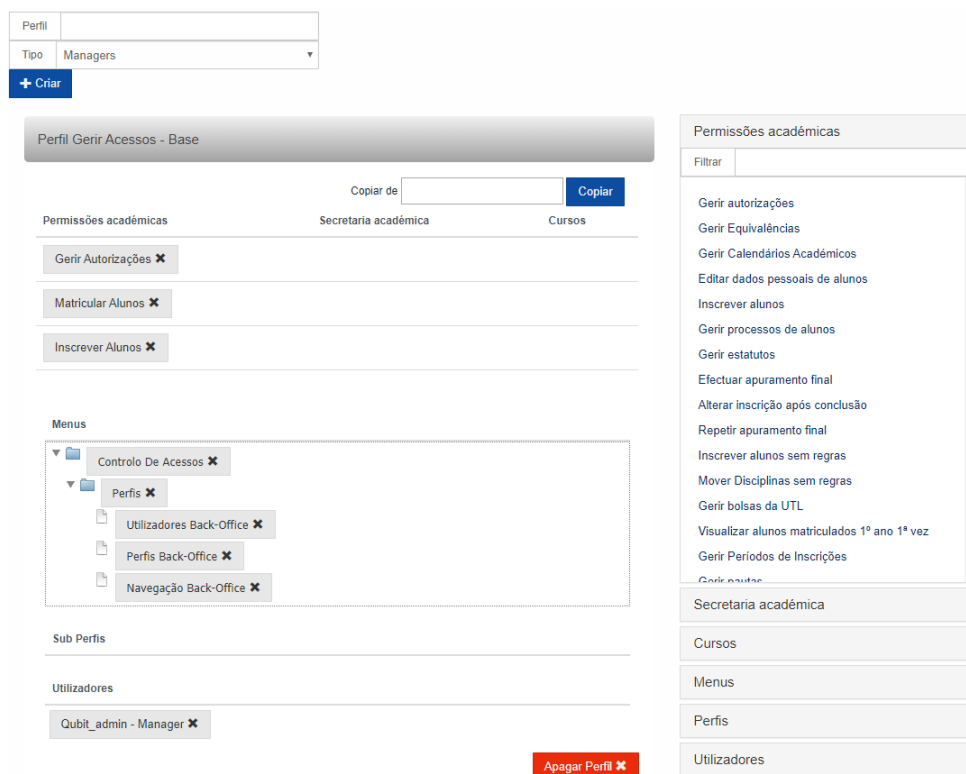 Perfil
Tipo Managers
+ Criar
Perfil Gerir Acessos - Base
Copiar de Copiar
Permissões académicas Secretaria académica Cursos
Gerir Autorizações ✖
Matricular Alunos ✖
Inscrever Alunos ✖
Menus
Controlo De Acessos ✖
Perfis ✖
Utilizadores Back-Office ✖
Perfis Back-Office ✖
Navegação Back-Office ✖
Sub Perfis
Utilizadores
Qubit_admin - Manager ✖
Apagar Perfil ✖
Permissões académicas
Filtrar
Gerir autorizações
Gerir Equivalências
Gerir Calendários Académicos
Editar dados pessoais de alunos
Inscrever alunos
Gerir processos de alunos
Gerir estatutos
Efectuar apuramento final
Alterar inscrição após conclusão
Repetir apuramento final
Inscrever alunos sem regras
Mover Disciplinas sem regras
Gerir bolsas da UTL
Visualizar alunos matriculados 1º ano 1ª vez
Gerir Períodos de Inscrições
Gerir pautas
Secretaria académica
Cursos
Menus
Perfis
Utilizadores